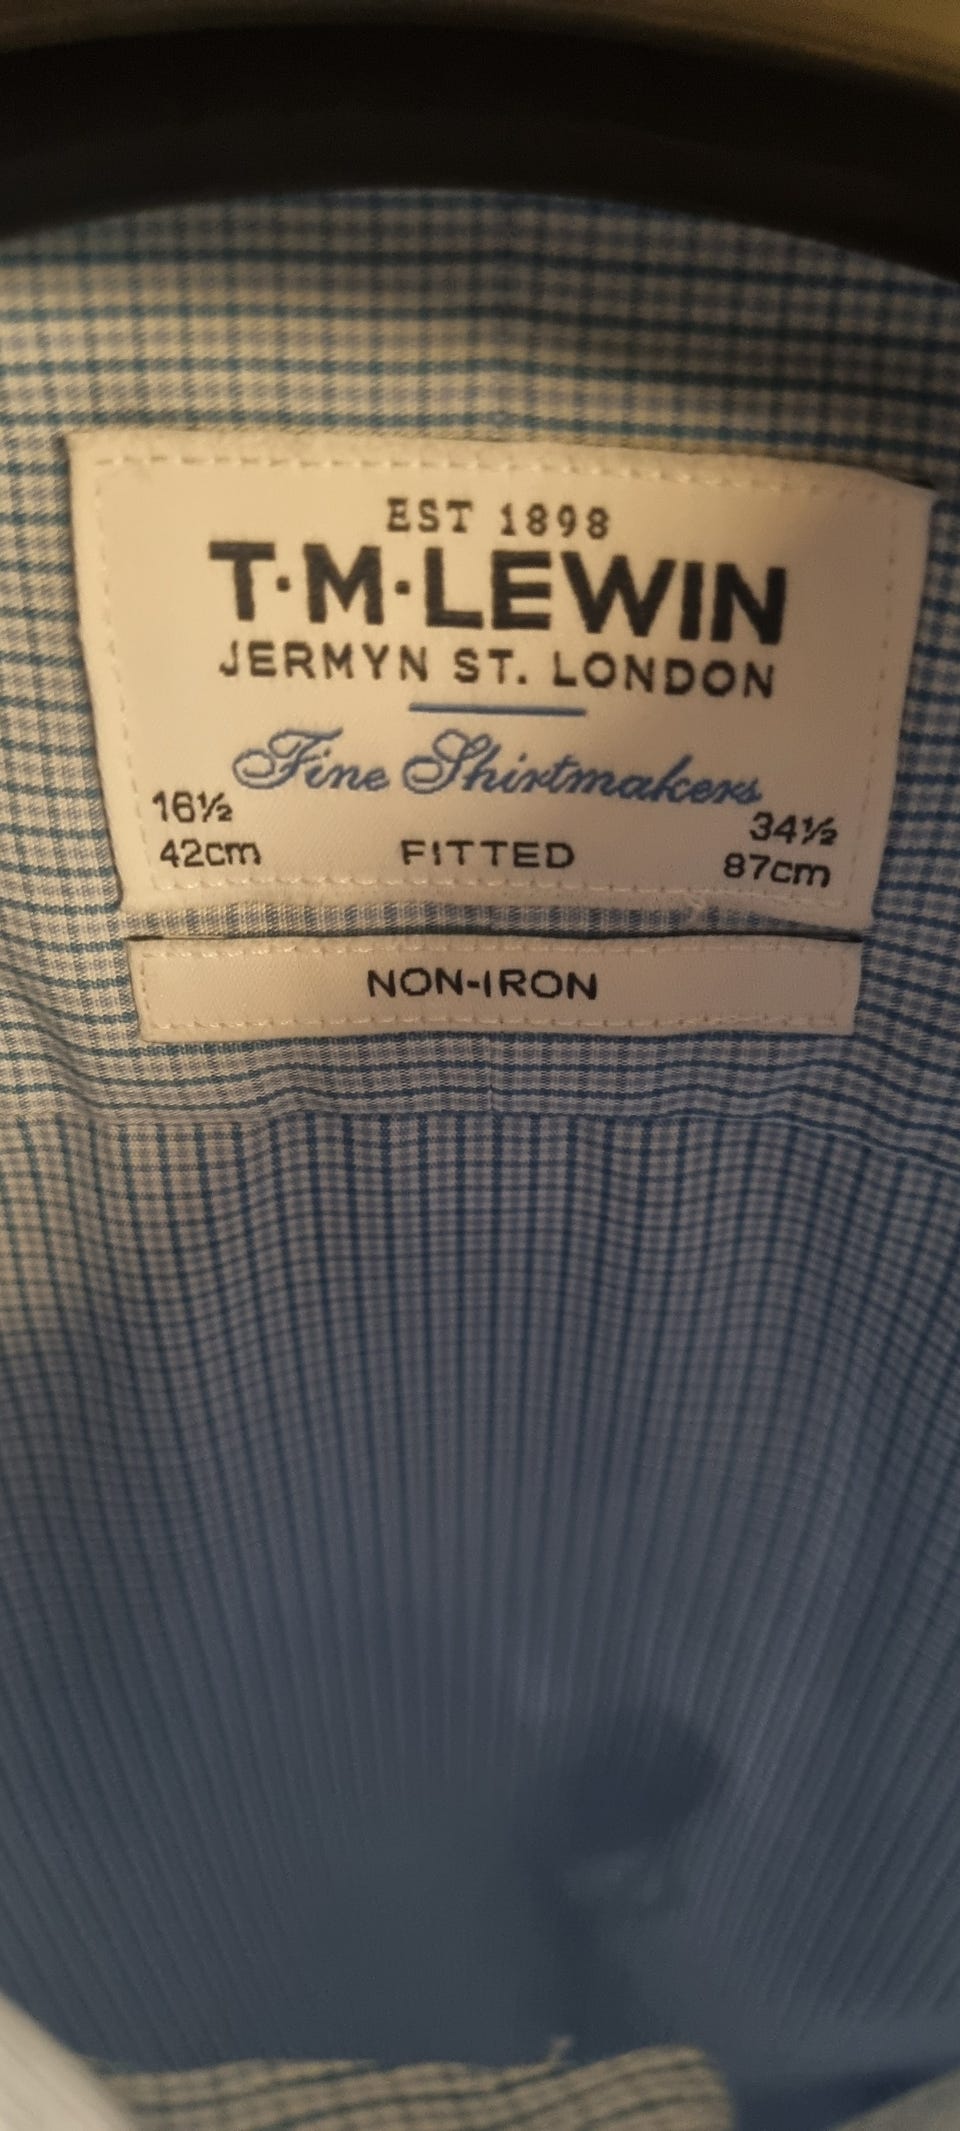 EST 1898
T·M·LEWIN
JERMYN ST. LONDON
Fine Shirtmakers
16½ 34½
42cm FITTED 87cm
NON-IRON